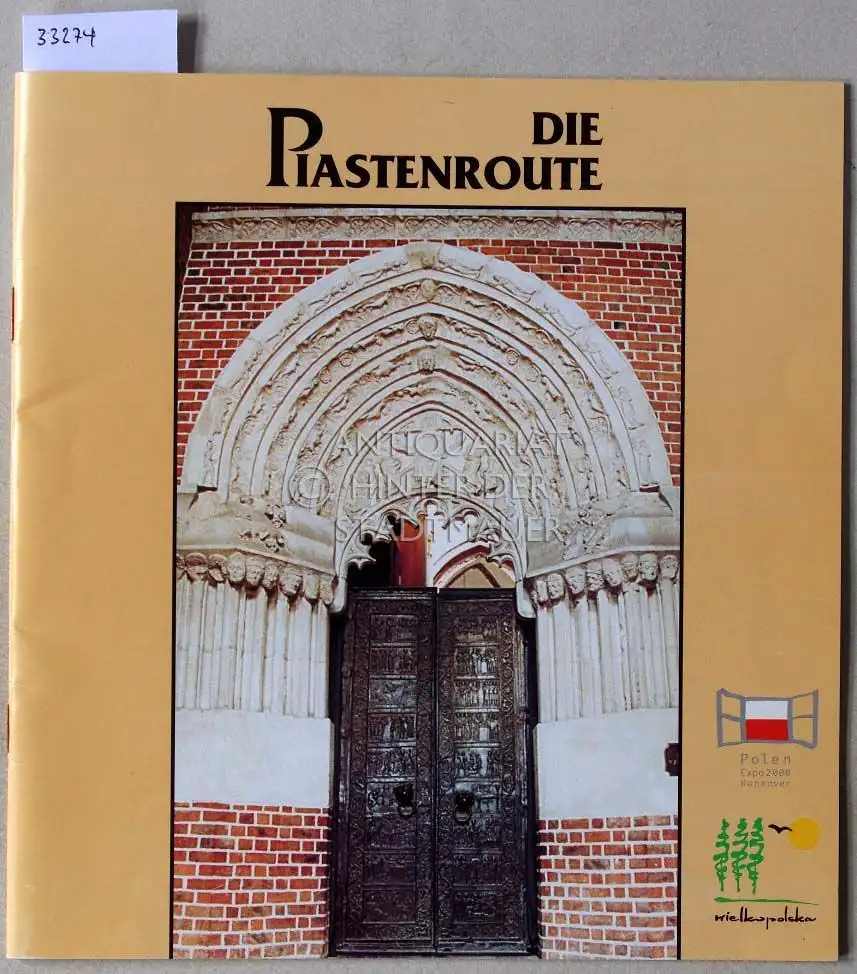 33274
DIE
PIASTENROUTE
ANTIQUARIAT
© HINTER DER
STADTMAUER
Polen
Expo2000
Hannover
wielkopolska